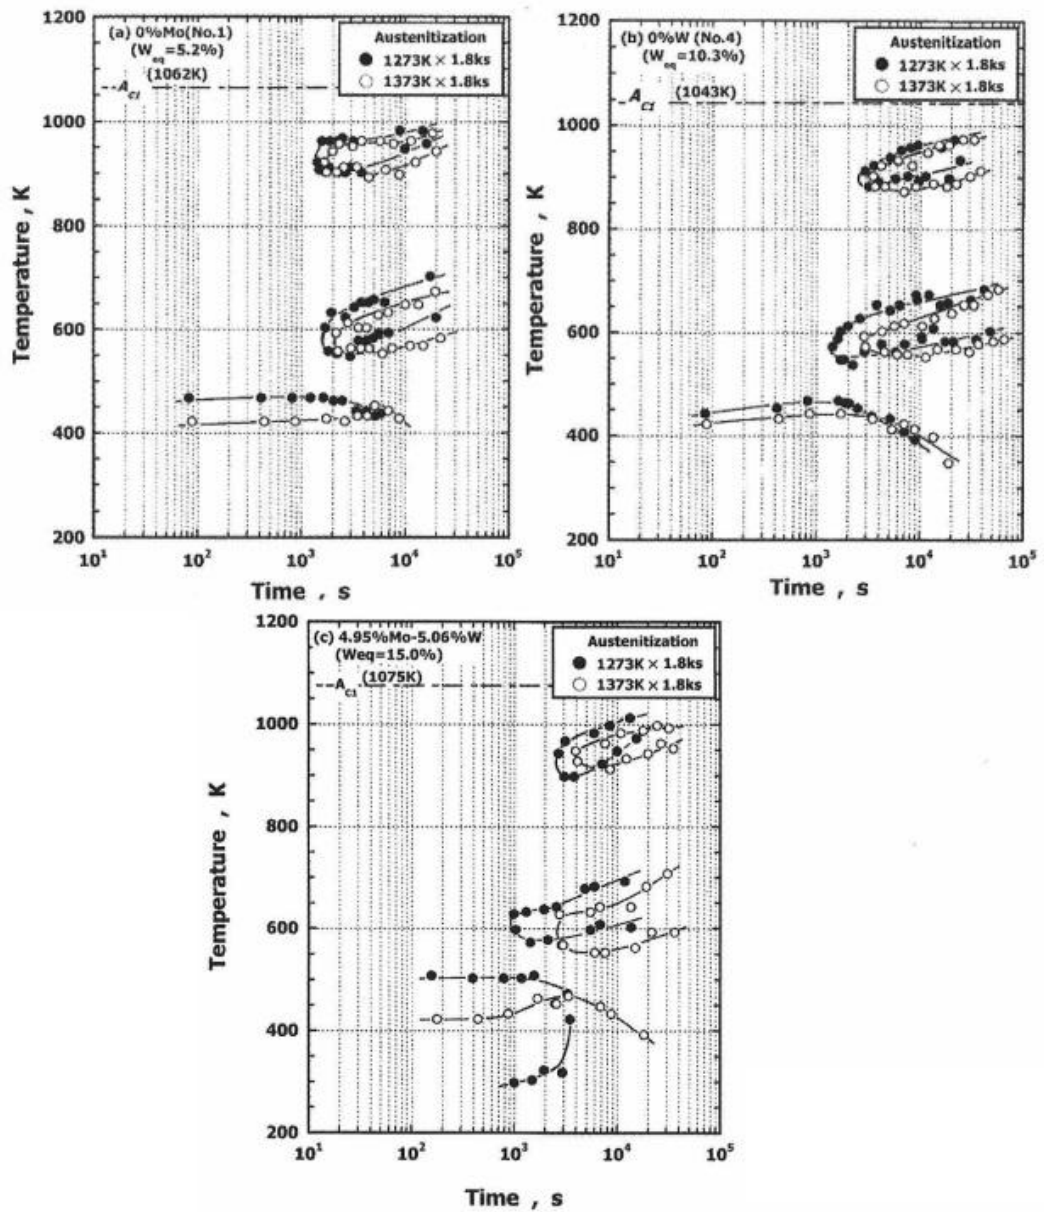 (a) 0%Mo(No.1)
(Weq=5.2%)
(1062K)
AC1
Austenitization
1273K×1.8ks
1373K×1.8ks
1200
1000
800
600
400
200
Temperature , K
10¹
10²
10³
10⁴
10⁵
Time , s
(b) 0%W (No.4)
(Weq=10.3%)
AC1 (1043K)
Austenitization
1273K×1.8ks
1373K×1.8ks
1200
1000
800
600
400
200
Temperature , K
10¹
10²
10³
10⁴
10⁵
Time , s
(c) 4.95%Mo-5.06%W
(Weq=15.0%)
AC1 (1075K)
Austenitization
1273K×1.8ks
1373K×1.8ks
1200
1000
800
600
400
200
Temperature , K
10¹
10²
10³
10⁴
10⁵
Time , s